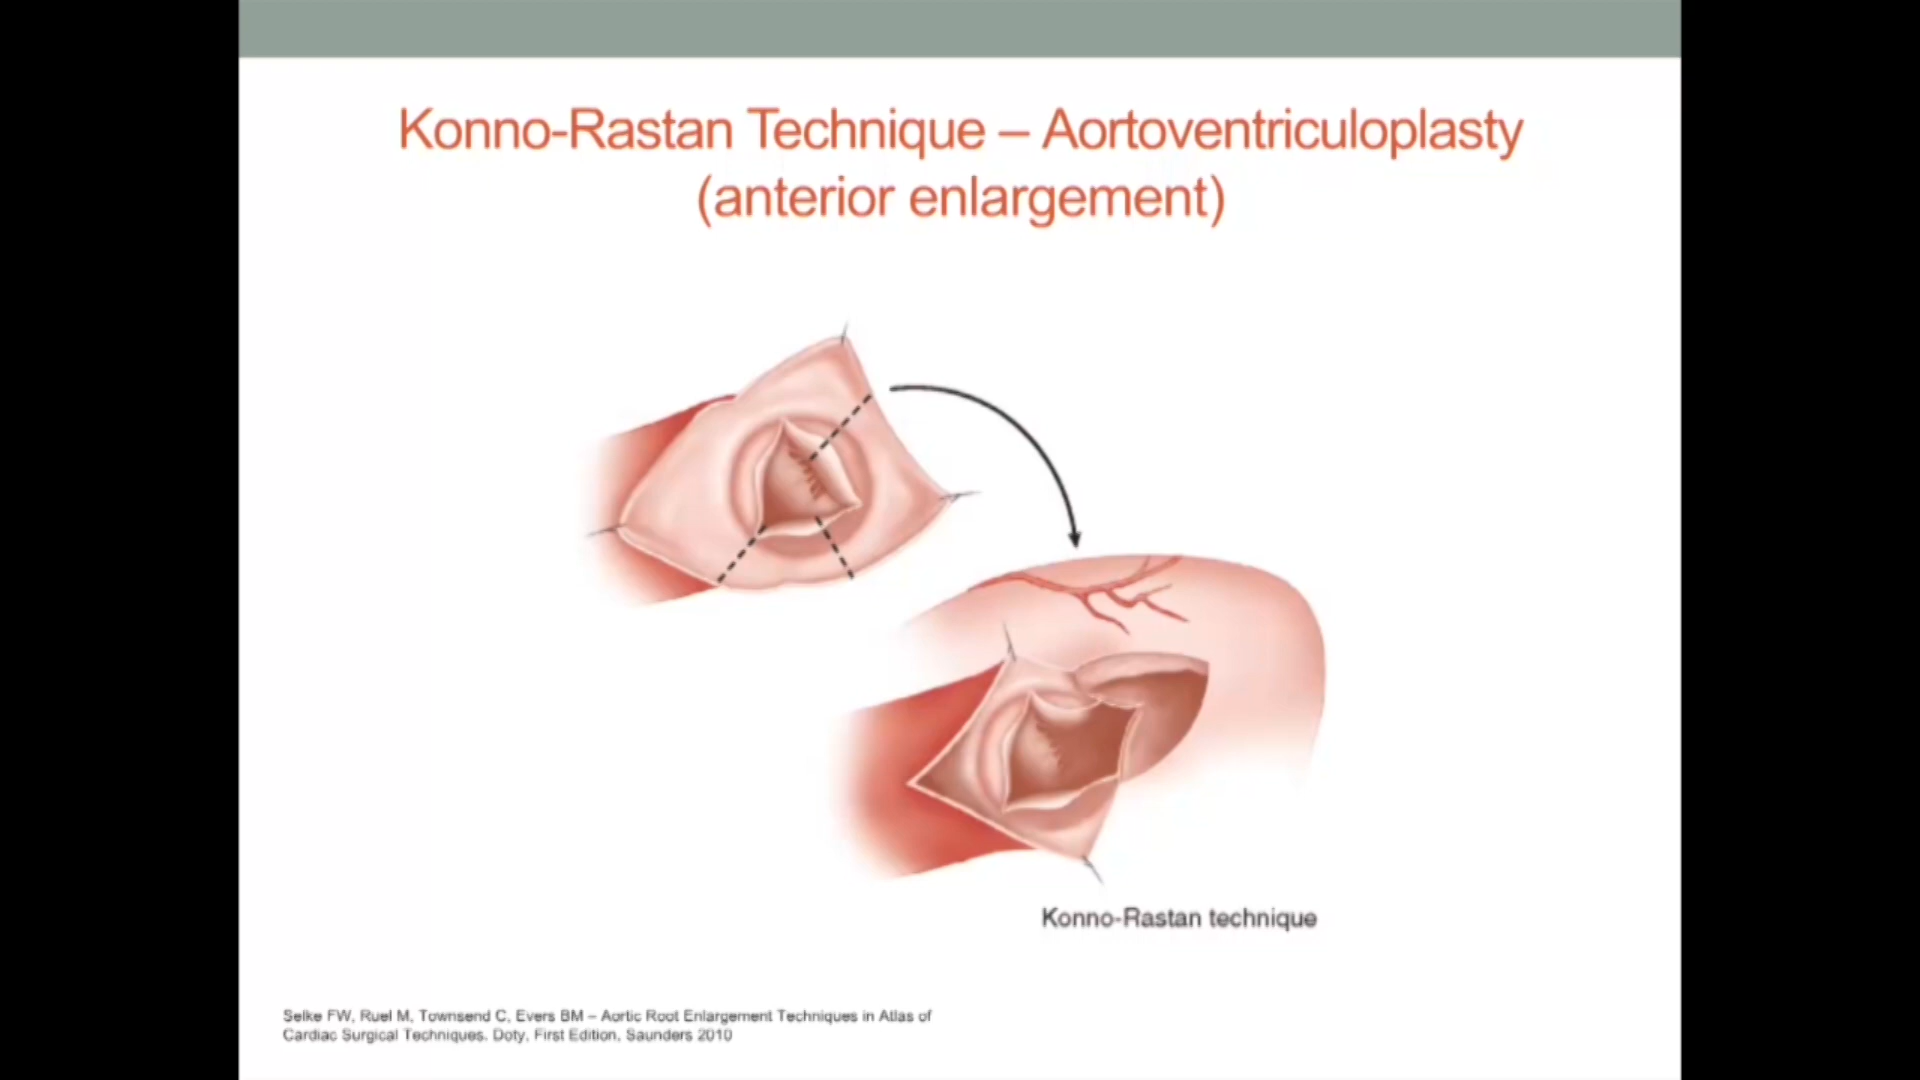 Konno-Rastan Technique – Aortoventriculoplasty
(anterior enlargement)
Konno-Rastan technique
Selke FW, Ruel M, Townsend C, Evers BM – Aortic Root Enlargement Techniques in Atlas of
Cardiac Surgical Techniques. Doty, First Edition, Saunders 2010